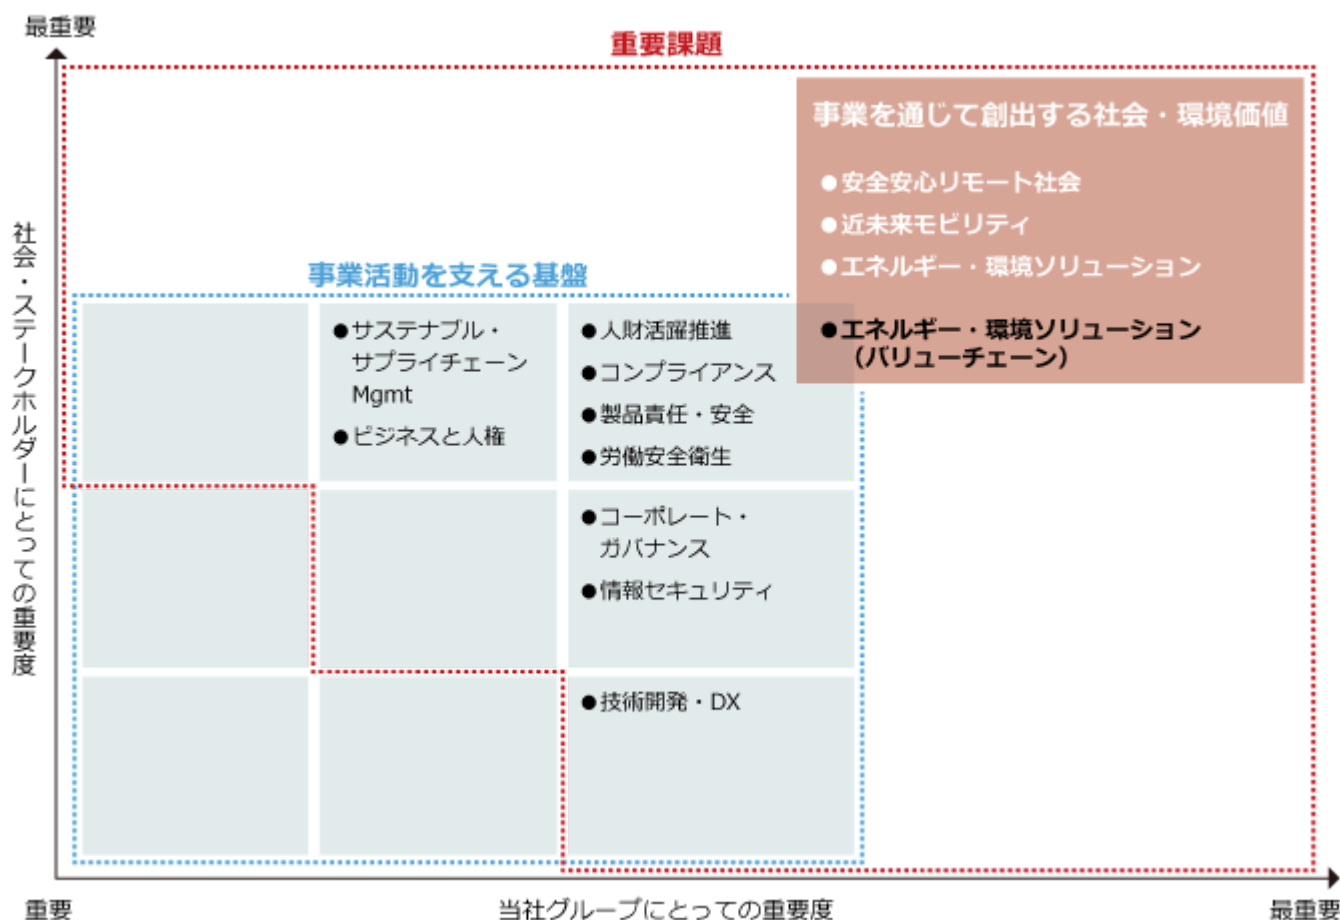 最重要
重要課題
事業を通じて創出する社会・環境価値
●安全安心リモート社会
●近未来モビリティ
●エネルギー・環境ソリューション
●エネルギー・環境ソリューション
（バリューチェーン）
社会・ステークホルダーにとっての重要度
事業活動を支える基盤
●サステナブル・
サプライチェーン
Mgmt
●ビジネスと人権
●人財活躍推進
●コンプライアンス
●製品責任・安全
●労働安全衛生
●コーポレート・
ガバナンス
●情報セキュリティ
●技術開発・DX
重要
当社グループにとっての重要度
最重要